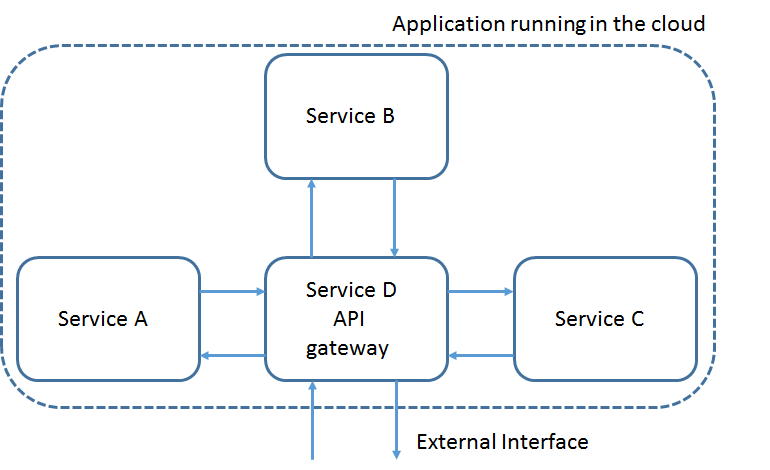 Application running in the cloud
Service B
Service A
Service D
API
gateway
Service C
External Interface